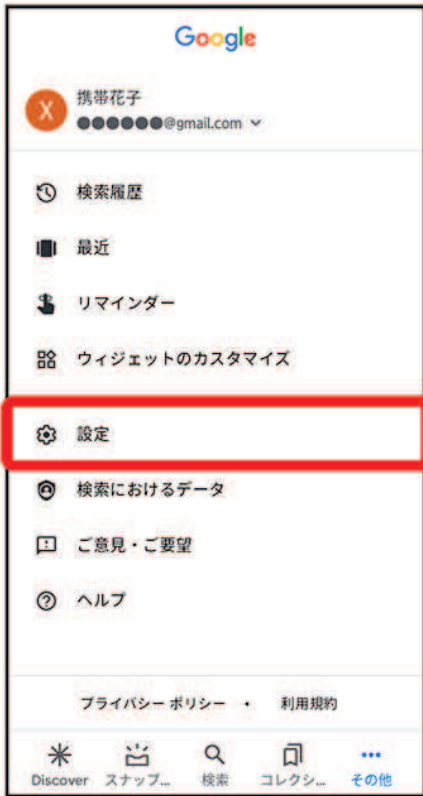 Google
X
携帯花子
●●●●●●@gmail.com
検索履歴
最近
リマインダー
ウィジェットのカスタマイズ
設定
検索におけるデータ
ご意見・ご要望
ヘルプ
プライバシー ポリシー ・ 利用規約
Discover スナップ... 検索 コレクシ... その他